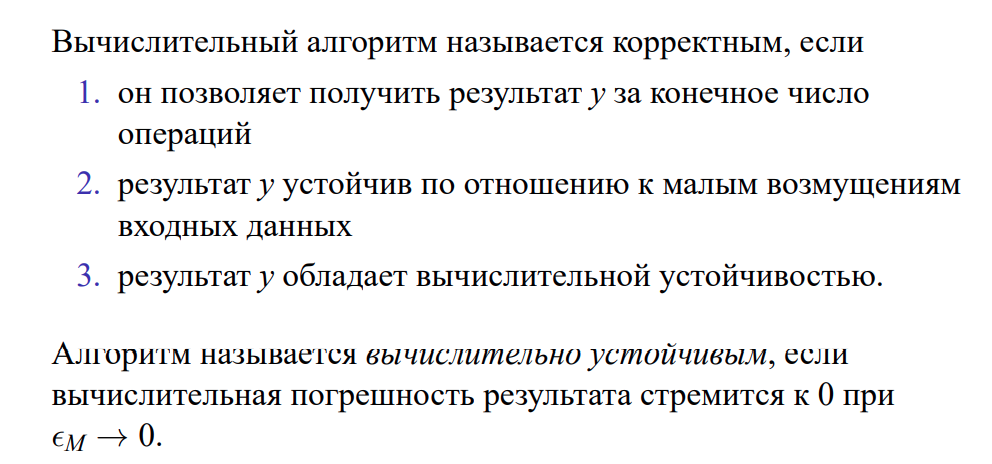 Вычислительный алгоритм называется корректным, если
1. он позволяет получить результат y за конечное число
операций
2. результат y устойчив по отношению к малым возмущениям
входных данных
3. результат y обладает вычислительной устойчивостью.
Алгоритм называется вычислительно устойчивым, если
вычислительная погрешность результата стремится к 0 при
ϵ_M → 0.